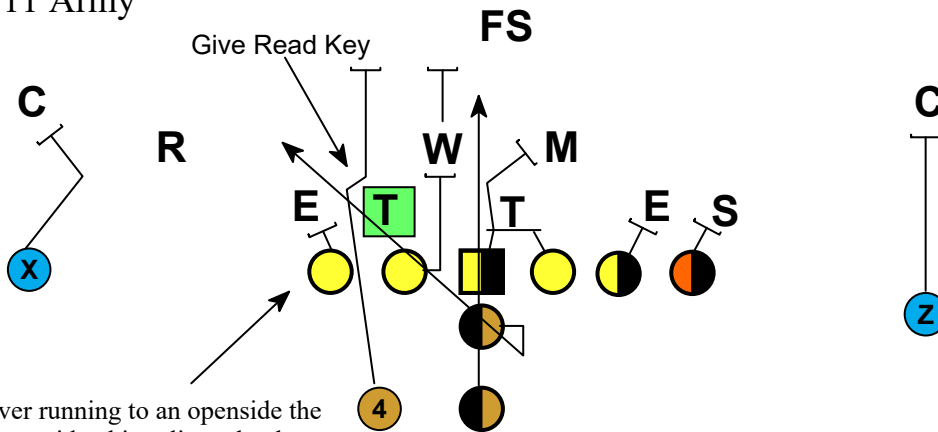 11 Army
FS
Give Read Key
C
C
R
W
M
E
T
T
E
S
X
Z
4
ver running to an openside the